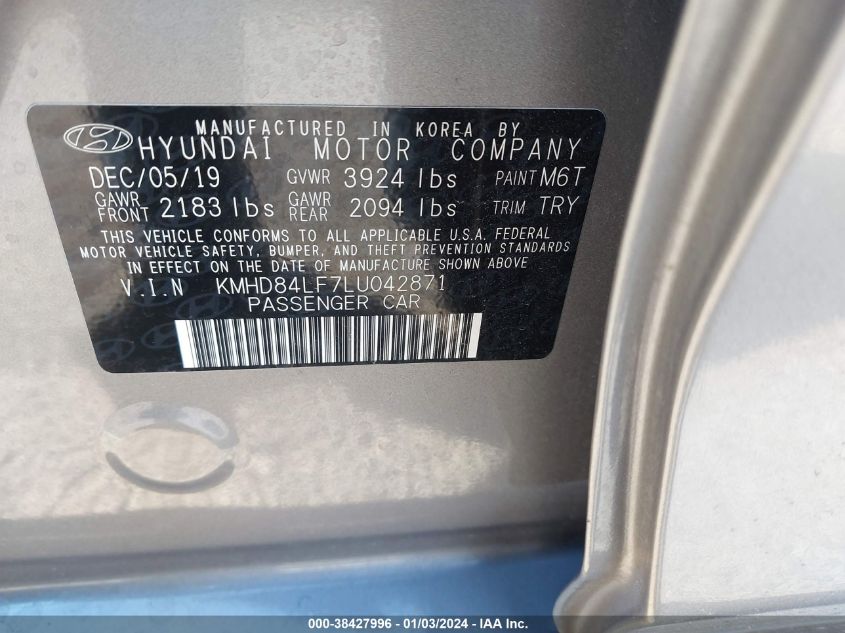 MANUFACTURED IN KOREA BY
HYUNDAI MOTOR COMPANY
DEC/05/19 GVWR 3924 lbs PAINT M6T
GAWR FRONT 2183 lbs GAWR REAR 2094 lbs TRIM TRY
THIS VEHICLE CONFORMS TO ALL APPLICABLE U.S.A. FEDERAL
MOTOR VEHICLE SAFETY, BUMPER, AND THEFT PREVENTION STANDARDS
IN EFFECT ON THE DATE OF MANUFACTURE SHOWN ABOVE
V.I.N KMHD84LF7LU042871
PASSENGER CAR
000-38427996 - 01/03/2024 - IAA Inc.